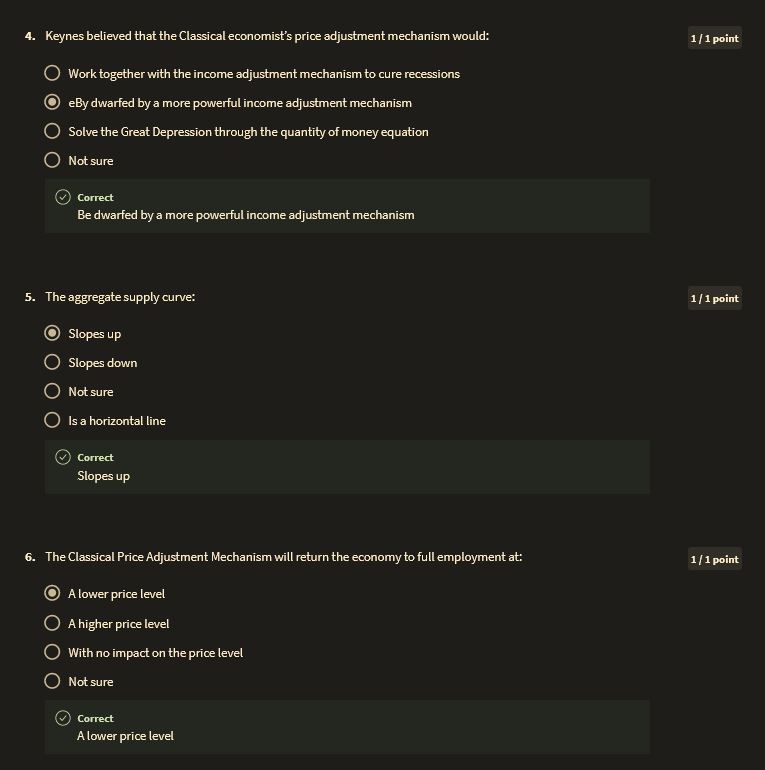 4. Keynes believed that the Classical economist's price adjustment mechanism would:
1 / 1 point
Work together with the income adjustment mechanism to cure recessions
eBy dwarfed by a more powerful income adjustment mechanism
Solve the Great Depression through the quantity of money equation
Not sure
Correct
Be dwarfed by a more powerful income adjustment mechanism
5. The aggregate supply curve:
1 / 1 point
Slopes up
Slopes down
Not sure
Is a horizontal line
Correct
Slopes up
6. The Classical Price Adjustment Mechanism will return the economy to full employment at:
1 / 1 point
A lower price level
A higher price level
With no impact on the price level
Not sure
Correct
A lower price level